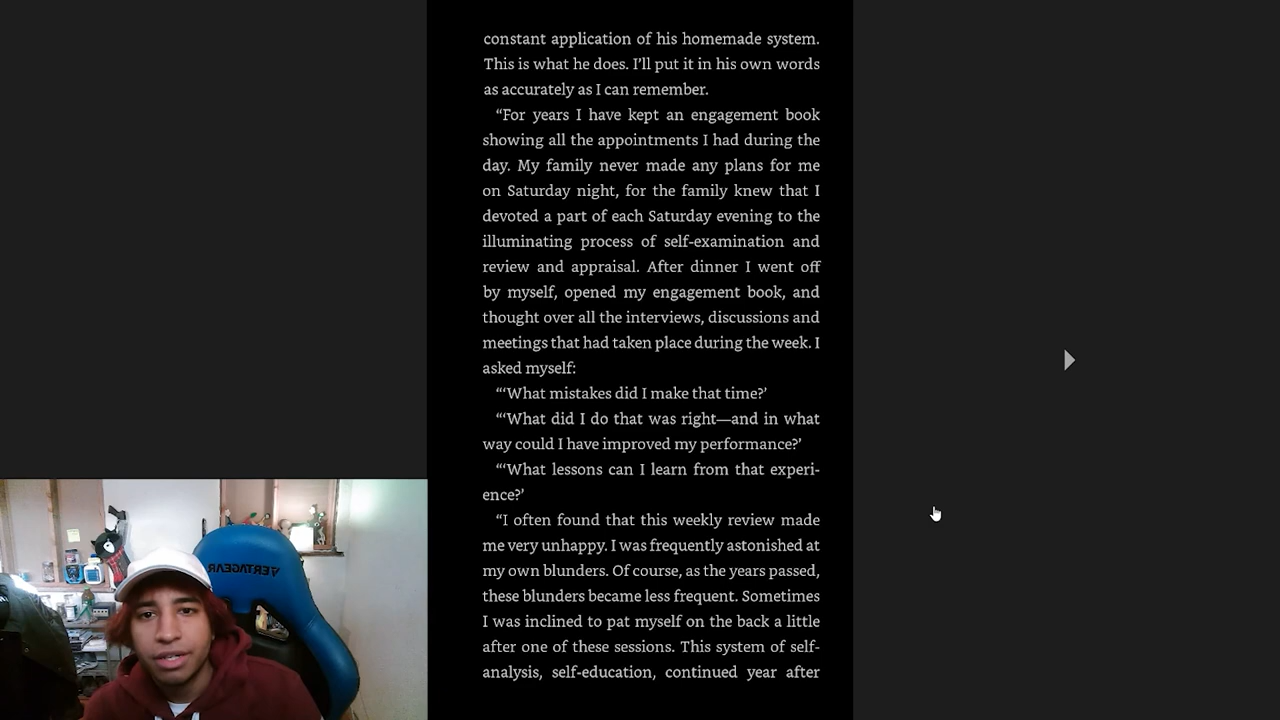 constant application of his homemade system.
This is what he does. I’ll put it in his own words
as accurately as I can remember.
“For years I have kept an engagement book
showing all the appointments I had during the
day. My family never made any plans for me
on Saturday night, for the family knew that I
devoted a part of each Saturday evening to the
illuminating process of self-examination and
review and appraisal. After dinner I went off
by myself, opened my engagement book, and
thought over all the interviews, discussions and
meetings that had taken place during the week. I
asked myself:
“‘What mistakes did I make that time?’
“‘What did I do that was right—and in what
way could I have improved my performance?’
“‘What lessons can I learn from that experi-
ence?’
“I often found that this weekly review made
me very unhappy. I was frequently astonished at
my own blunders. Of course, as the years passed,
these blunders became less frequent. Sometimes
I was inclined to pat myself on the back a little
after one of these sessions. This system of self-
analysis, self-education, continued year after
VERTAGEAR